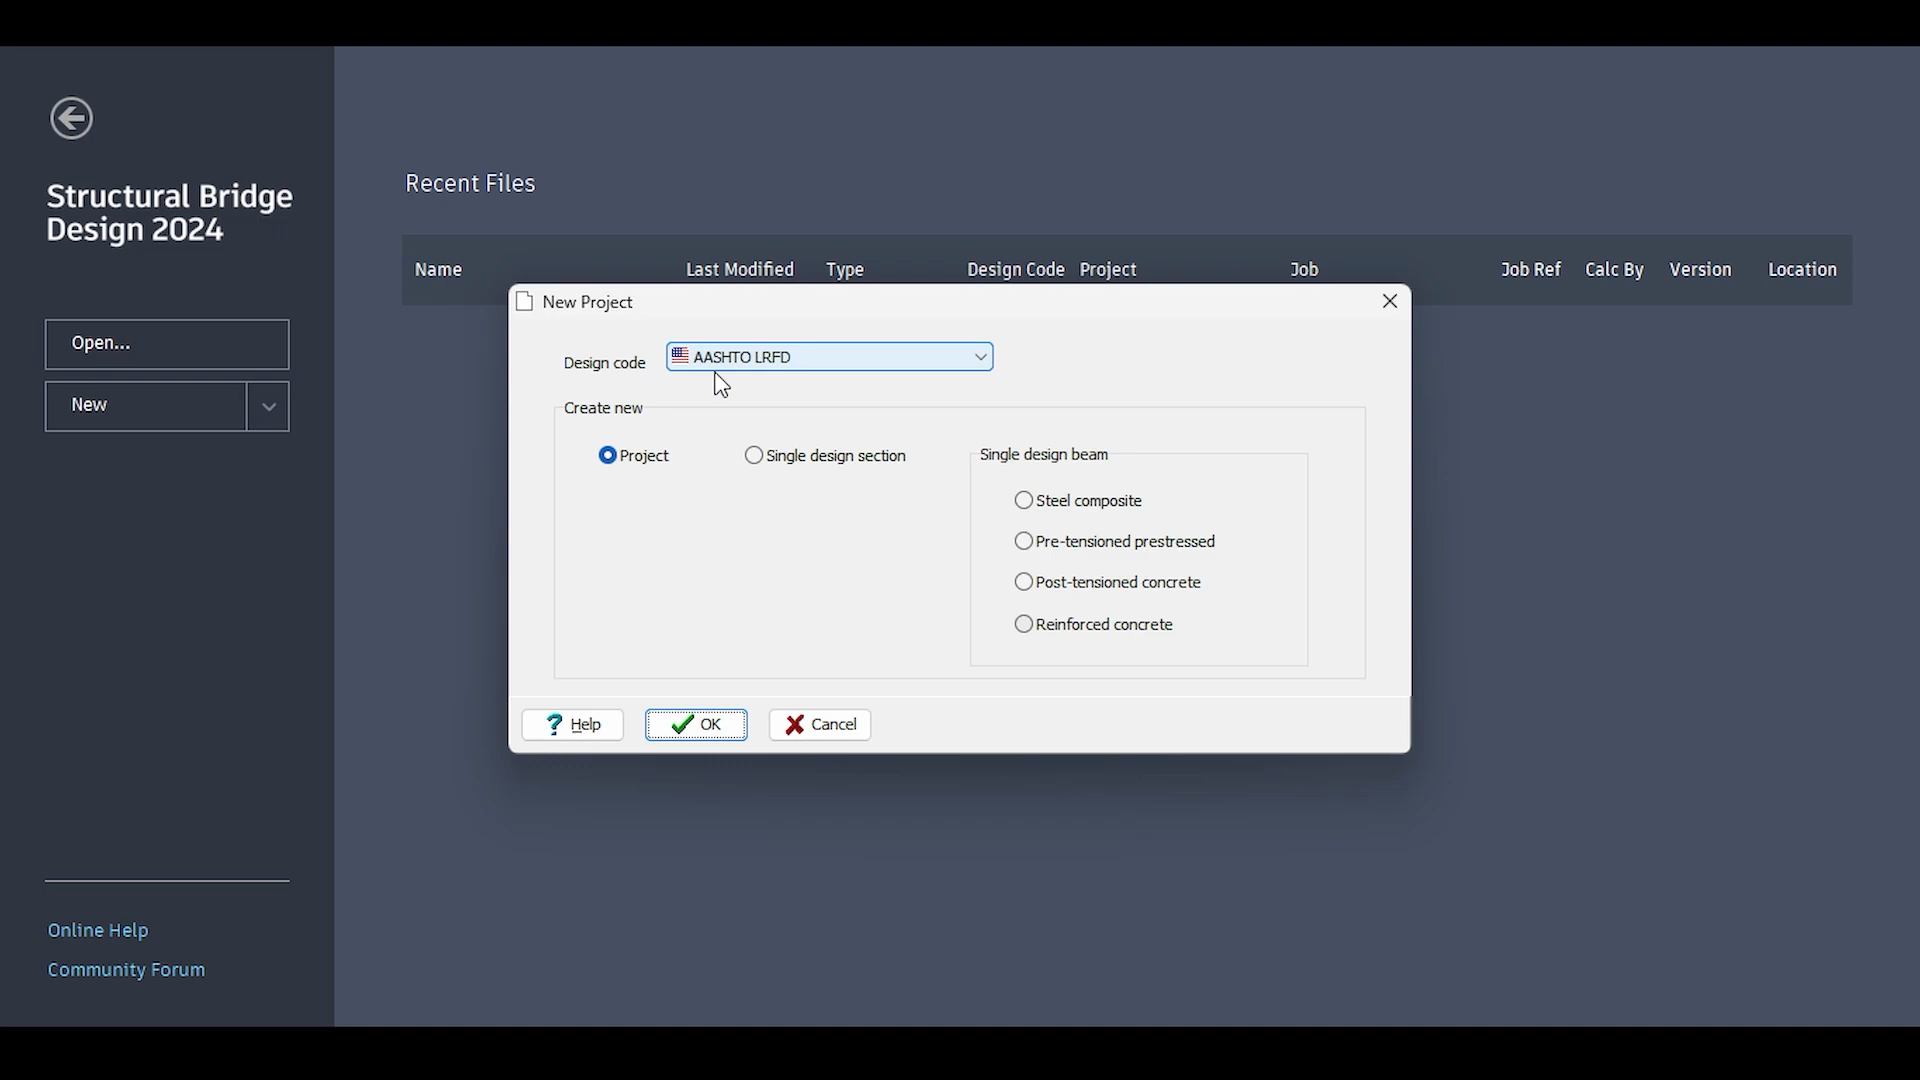 Structural Bridge
Design 2024
Open...
New
Online Help
Community Forum
Recent Files
Name Last Modified Type Design Code Project Job Job Ref Calc By Version Location
New Project
Design code AASHTO LRFD
Create new
Project Single design section
Single design beam
Steel composite
Pre-tensioned prestressed
Post-tensioned concrete
Reinforced concrete
? Help OK Cancel